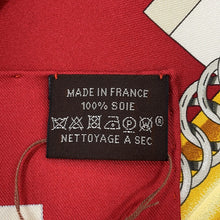 MADE IN FRANCE
100% SOIE
NETTOYAGE A SEC